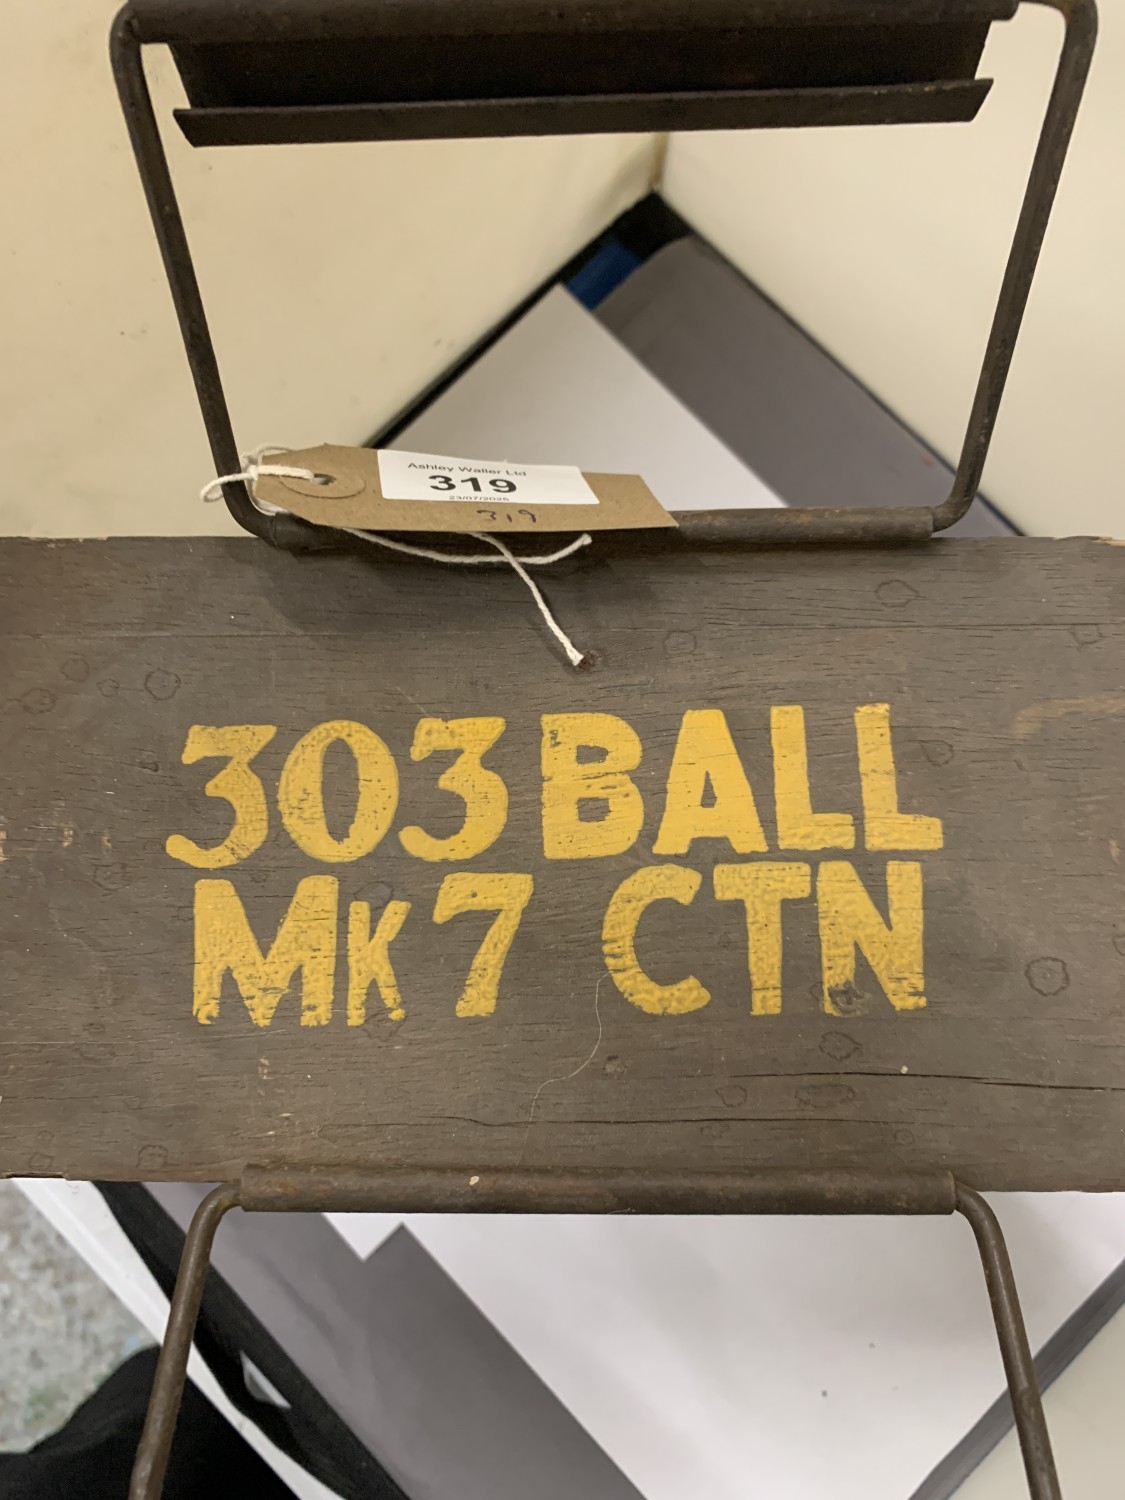 Ashley Waller Ltd
319
23/07/2025
319
303 BALL
MK 7 CTN